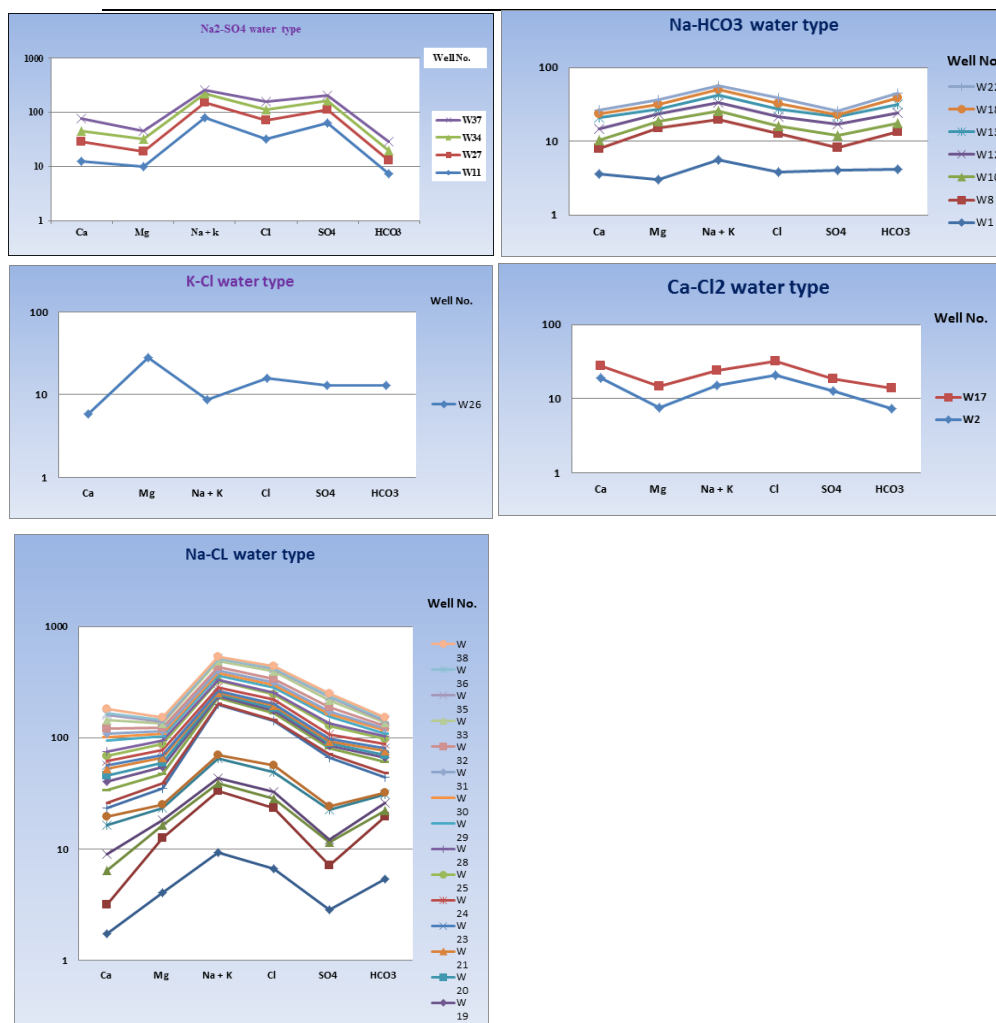 Na2-SO4 water type
Well No.
1000
100
10
1
Ca Mg Na + k Cl SO4 HCO3
W37
W34
W27
W11
Na-HCO3 water type
Well No
100
10
1
Ca Mg Na + K Cl SO4 HCO3
W22
W18
W15
W12
W10
W8
W1
K-Cl water type
Well No.
100
10
1
Ca Mg Na + K Cl SO4 HCO3
W26
Ca-Cl2 water type
Well No.
100
10
1
Ca Mg Na + K Cl SO4 HCO3
W17
W2
Na-CL water type
Well No.
1000
100
10
1
Ca Mg Na + K Cl SO4 HCO3
W
38
W
36
W
35
W
33
W
32
W
31
W
30
W
29
W
28
W
25
W
24
W
23
W
21
W
20
W
19